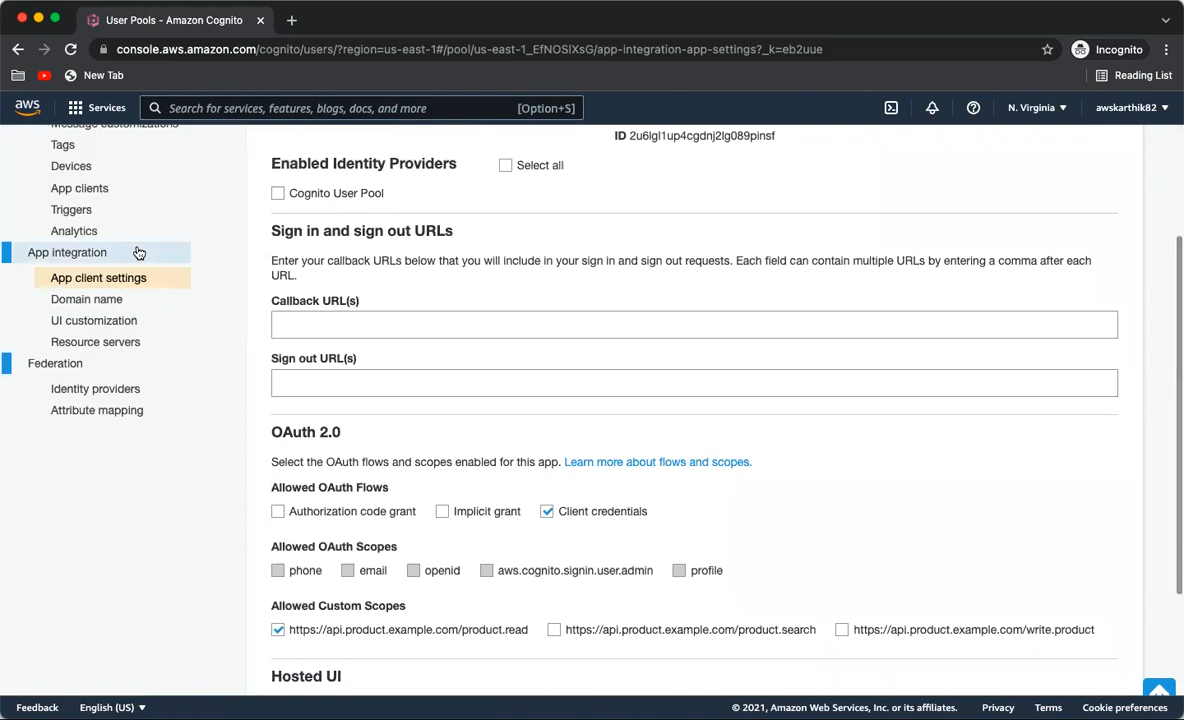 User Pools - Amazon Cognito
console.aws.amazon.com/cognito/users/?region=us-east-1#/pool/us-east-1_EfNOSlXsG/app-integration-app-settings?_k=eb2uue
Incognito
New Tab
Reading List
aws
Services
Search for services, features, blogs, docs, and more
[Option+S]
N. Virginia
awskarthik82
Message customizations
Tags
Devices
App clients
Triggers
Analytics
App integration
App client settings
Domain name
UI customization
Resource servers
Federation
Identity providers
Attribute mapping
ID 2u6lgl1up4cgdnj2lg089pinsf
Enabled Identity Providers
Select all
Cognito User Pool
Sign in and sign out URLs
Enter your callback URLs below that you will include in your sign in and sign out requests. Each field can contain multiple URLs by entering a comma after each
URL.
Callback URL(s)
Sign out URL(s)
OAuth 2.0
Select the OAuth flows and scopes enabled for this app. Learn more about flows and scopes.
Allowed OAuth Flows
Authorization code grant
Implicit grant
Client credentials
Allowed OAuth Scopes
phone
email
openid
aws.cognito.signin.user.admin
profile
Allowed Custom Scopes
https://api.product.example.com/product.read
https://api.product.example.com/product.search
https://api.product.example.com/write.product
Hosted UI
Feedback
English (US)
© 2021, Amazon Web Services, Inc. or its affiliates.
Privacy
Terms
Cookie preferences